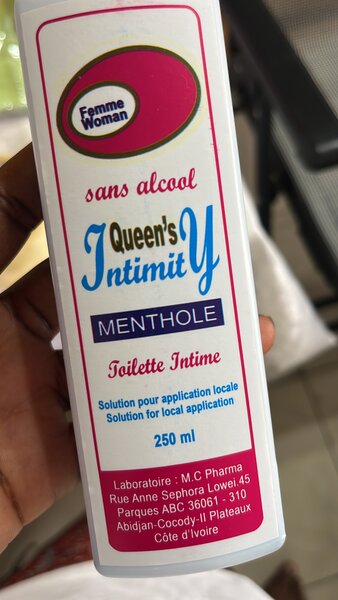 Femme
Woman
sans alcool
Queen's
IntimitY
MENTHOLE
Toilette Intime
Solution pour application locale
Solution for local application
250 ml
Laboratoire : M.C Pharma
Rue Anne Sephora Lowei.45
Parques ABC 36061 - 310
Abidjan-Cocody-II Plateaux
Côte d'Ivoire